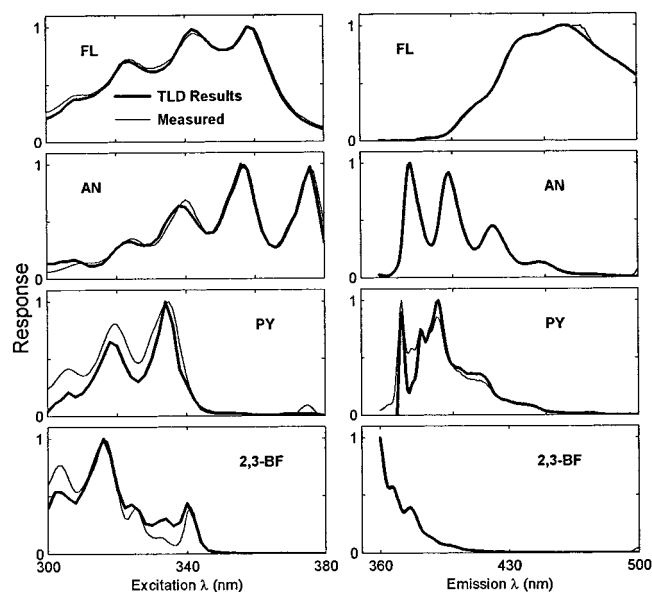 1
FL
TLD Results
Measured
0
1
FL
0
1
AN
0
1
AN
0
Response
1
PY
0
1
PY
0
1
2,3-BF
0
300
340
380
Excitation λ (nm)
1
2,3-BF
0
360
430
500
Emission λ (nm)